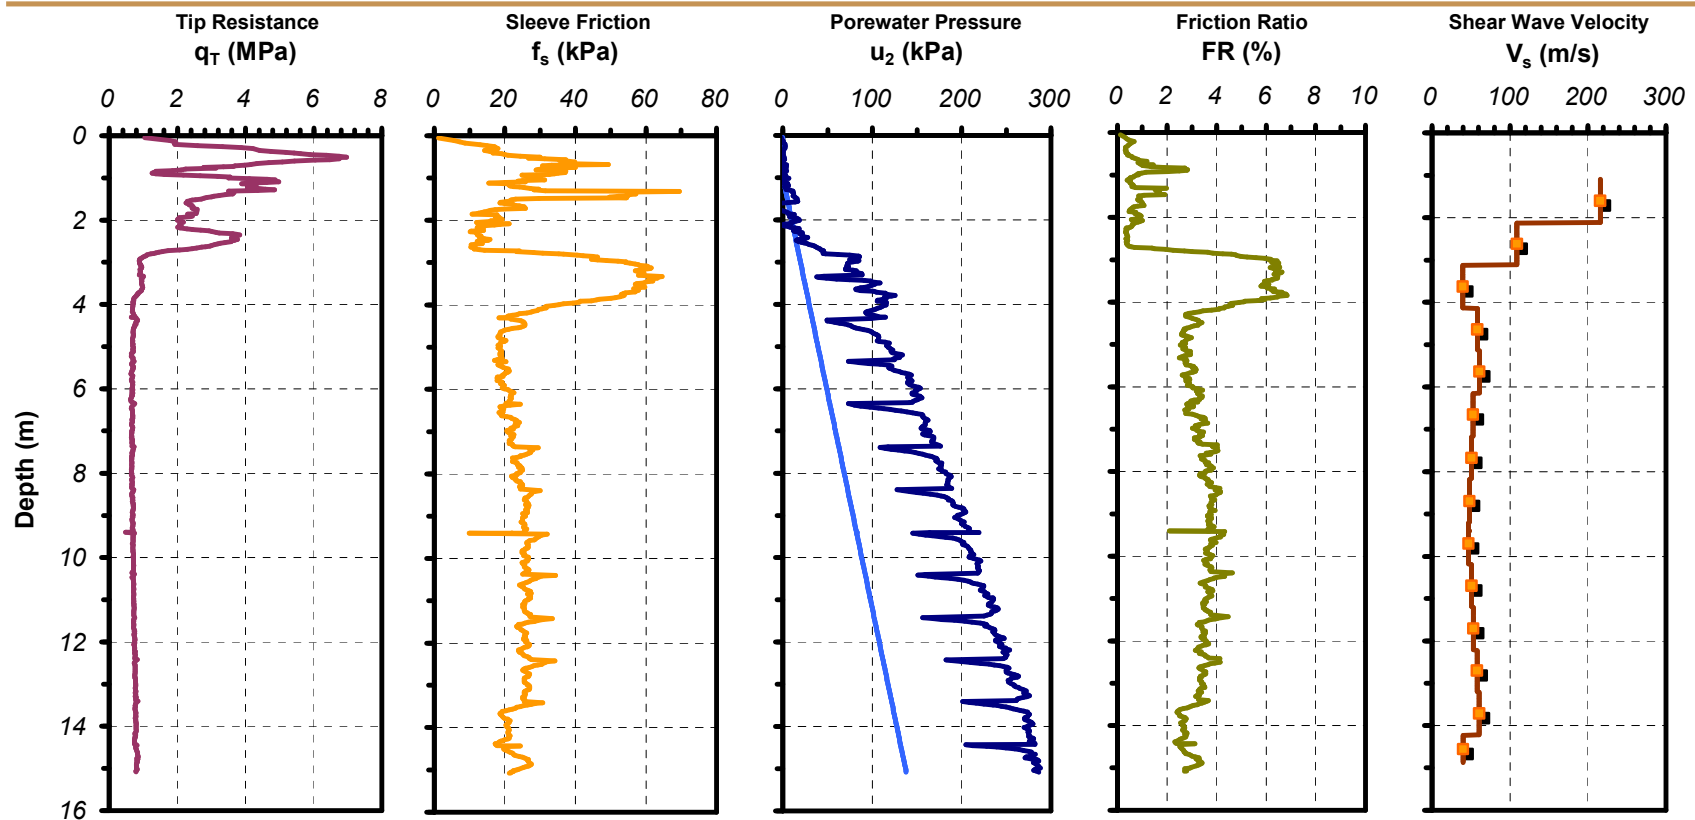 Tip Resistance
qT (MPa)
Sleeve Friction
fs (kPa)
Porewater Pressure
u2 (kPa)
Friction Ratio
FR (%)
Shear Wave Velocity
Vs (m/s)
0 2 4 6 8
0 20 40 60 80
0 100 200 300
0 2 4 6 8 10
0 100 200 300
0
2
4
6
8
10
12
14
16
Depth (m)